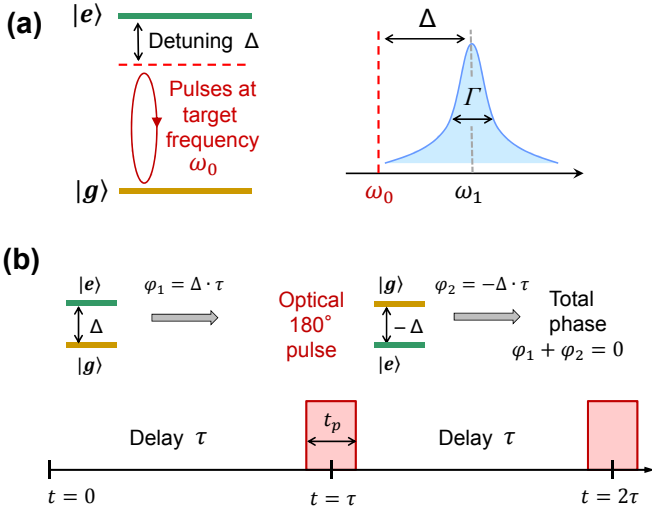 (a)
|e⟩
Detuning Δ
Pulses at
target
frequency
ω₀
|g⟩
Δ
Γ
ω₀
ω₁
(b)
|e⟩
Δ
|g⟩
φ₁ = Δ · τ
Optical
180°
pulse
|g⟩
−Δ
|e⟩
φ₂ = −Δ · τ
Total
phase
φ₁ + φ₂ = 0
Delay τ
tₚ
Delay τ
t = 0
t = τ
t = 2τ